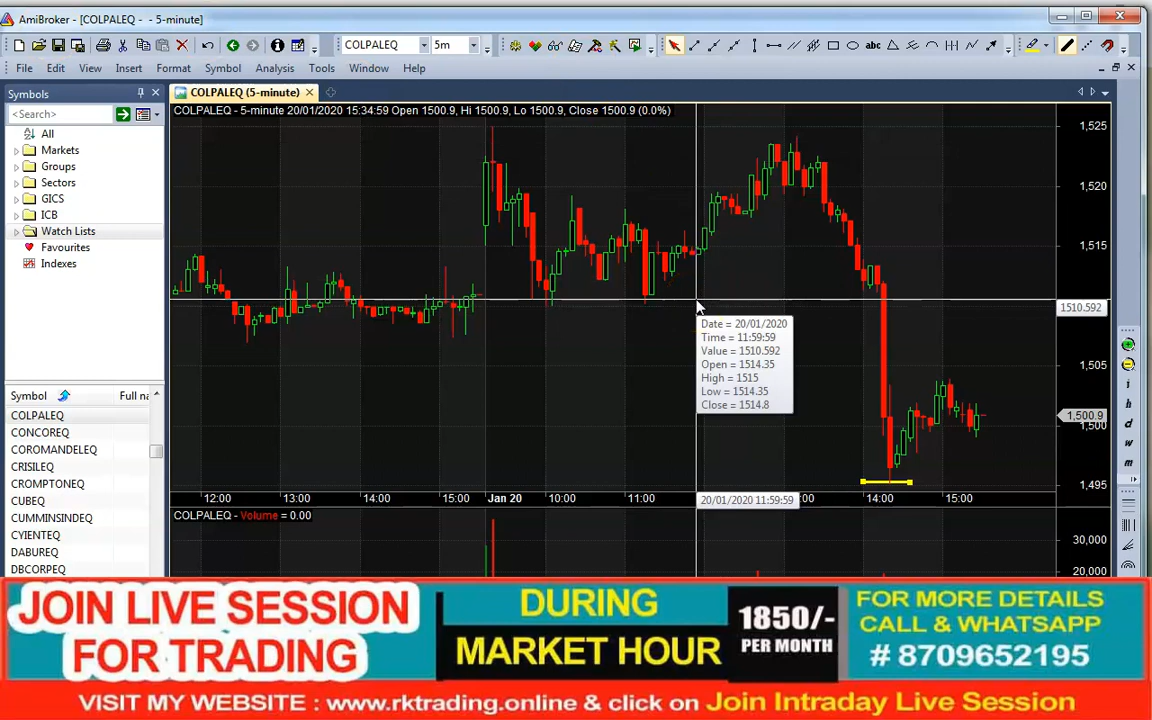 AmiBroker - [COLPALEQ - - 5-minute]
COLPALEQ 5m
abc
File Edit View Insert Format Symbol Analysis Tools Window Help
Symbols
COLPALEQ (5-minute)
COLPALEQ - 5-minute 20/01/2020 15:34:59 Open 1500.9, Hi 1500.9, Lo 1500.9, Close 1500.9 (0.0%)
<Search>
All
Markets
Groups
Sectors
GICS
ICB
Watch Lists
Favourites
Indexes
Symbol Full na
COLPALEQ
CONCOREQ
COROMANDELEQ
CRISILEQ
CROMPTONEQ
CUBEQ
CUMMINSINDEQ
CYIENTEQ
DABUREQ
DBCORPEQ
1,525
1,520
1,515
1510.592
1,505
1,500.9
1,500
1,495
Date = 20/01/2020
Time = 11:59:59
Value = 1510.592
Open = 1514.35
High = 1515
Low = 1514.35
Close = 1514.8
12:00 13:00 14:00 15:00 Jan 20 10:00 11:00 20/01/2020 11:59:59 :00 14:00 15:00
COLPALEQ - Volume = 0.00
30,000
20,000
i
h
d
w
m
JOIN LIVE SESSION
FOR TRADING
DURING
MARKET HOUR
1850/-
PER MONTH
FOR MORE DETAILS
CALL & WHATSAPP
# 8709652195
VISIT MY WEBSITE : www.rktrading.online & click on Join Intraday Live Session